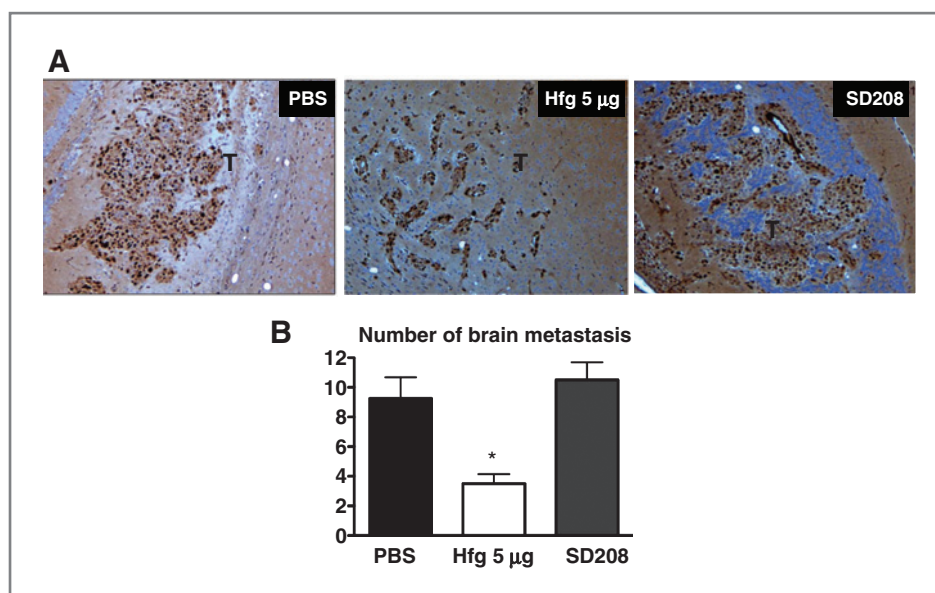 A
PBS
Hfg 5 µg
SD208
T
T
T
B
Number of brain metastasis
12
10
8
6
4
2
0
*
PBS
Hfg 5 µg
SD208